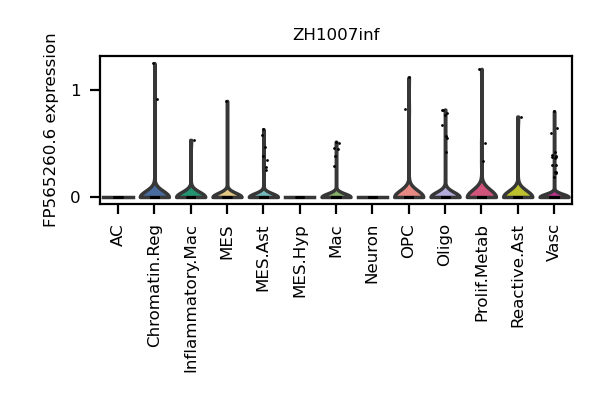 ZH1007inf
FP565260.6 expression
1
0
AC
Chromatin.Reg
Inflammatory.Mac
MES
MES.Ast
MES.Hyp
Mac
Neuron
OPC
Oligo
Prolif.Metab
Reactive.Ast
Vasc